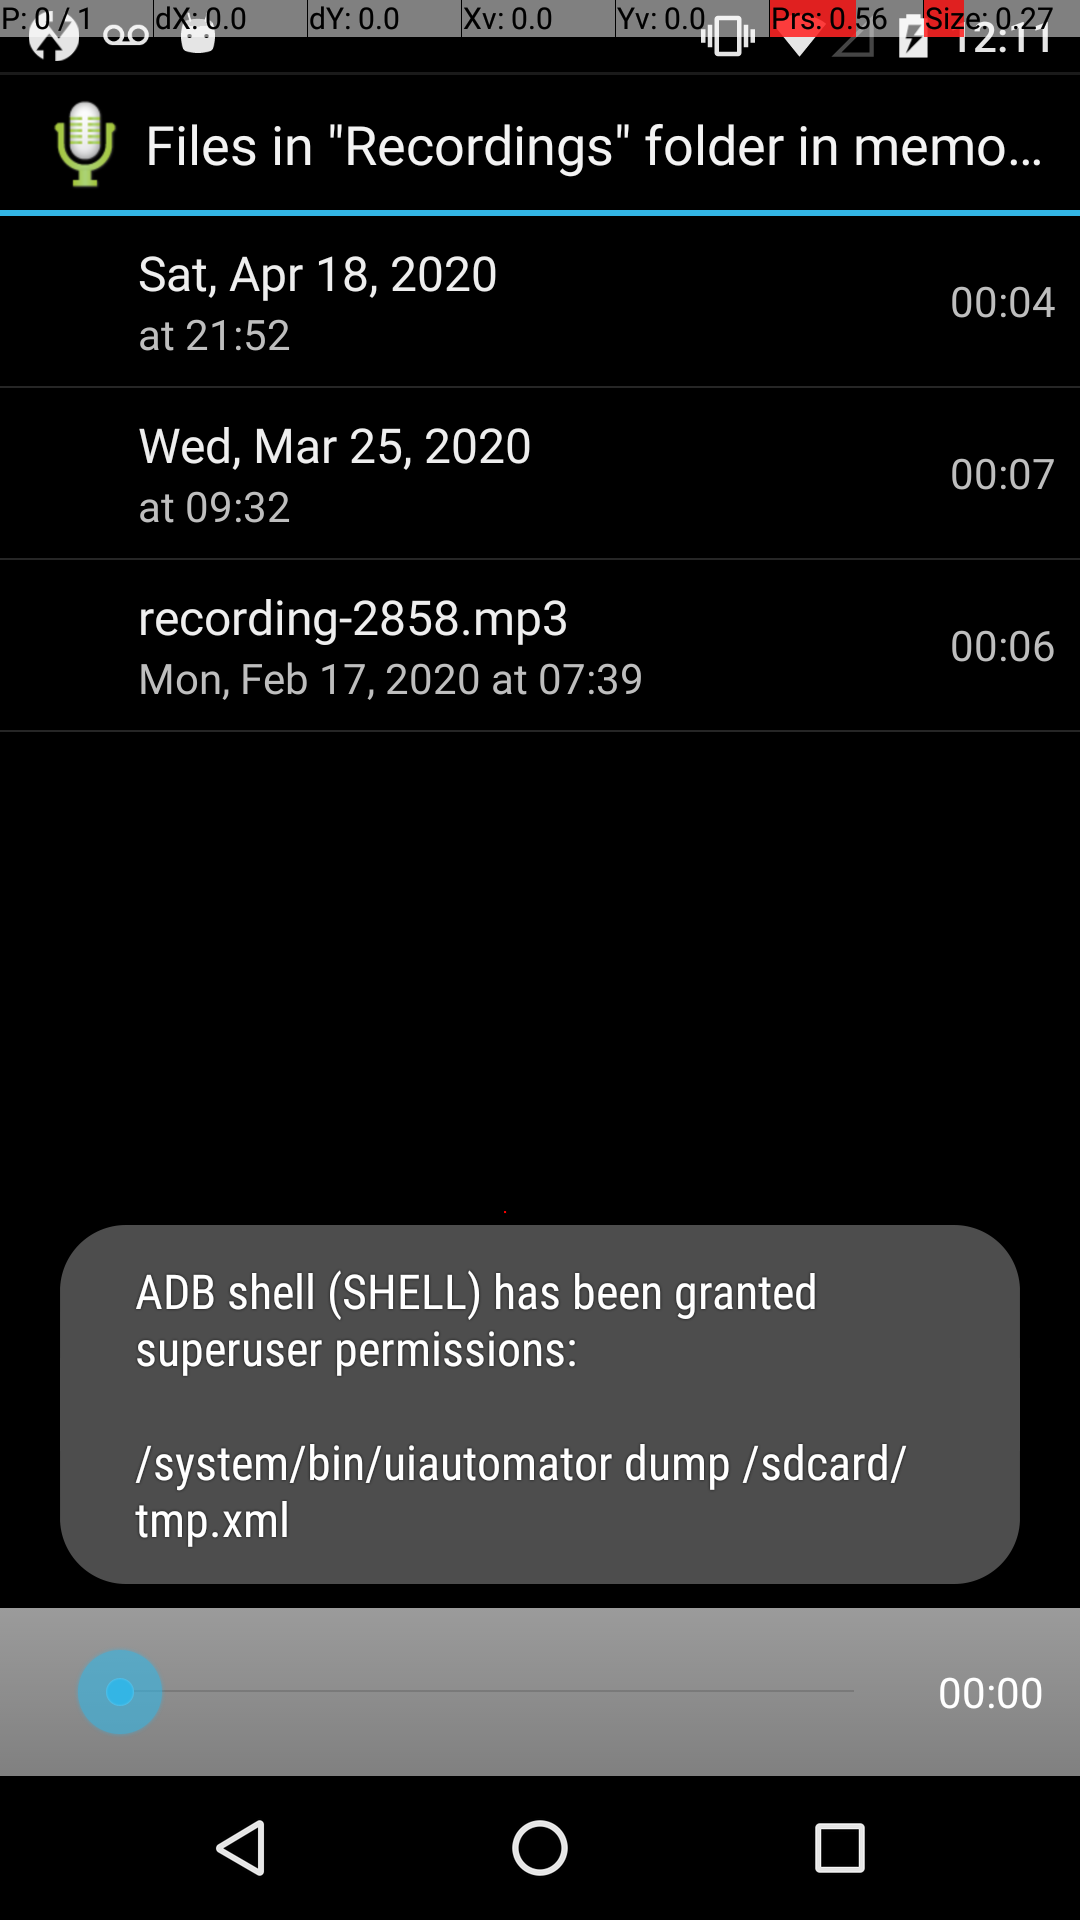 P: 0 / 1 dX: 0.0 dY: 0.0 Xv: 0.0 Yv: 0.0 Prs: 0.56 Size: 0.27
12:11
Files in "Recordings" folder in memo...
Sat, Apr 18, 2020
at 21:52
00:04
Wed, Mar 25, 2020
at 09:32
00:07
recording-2858.mp3
Mon, Feb 17, 2020 at 07:39
00:06
ADB shell (SHELL) has been granted
superuser permissions:
/system/bin/uiautomator dump /sdcard/
tmp.xml
00:00